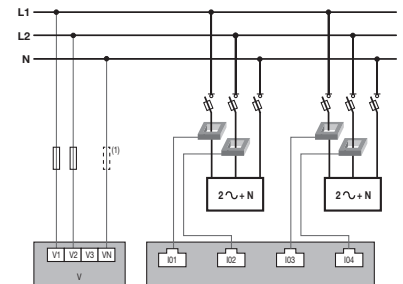 L1
L2
N
(1)
2 ∿ + N
2 ∿ + N
V1 V2 V3 VN
V
I01
I02
I03
I04